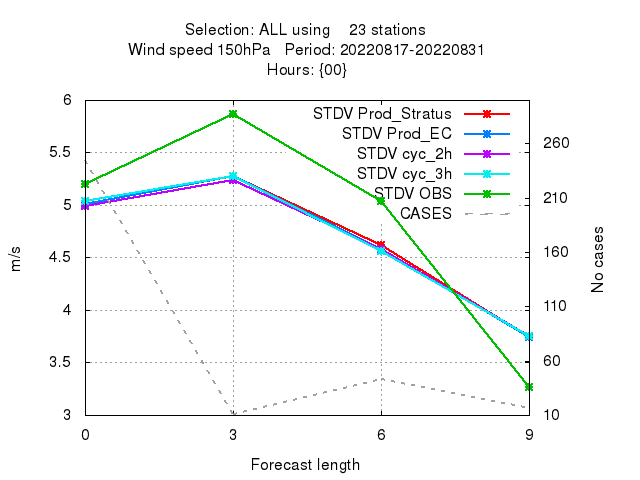 Selection: ALL using    23 stations
Wind speed 150hPa   Period: 20220817-20220831
Hours: {00}
STDV Prod_Stratus
STDV Prod_EC
STDV cyc_2h
STDV cyc_3h
STDV OBS
CASES
6
5.5
5
4.5
4
3.5
3
m/s
260
210
160
110
60
10
No cases
0 3 6 9
Forecast length